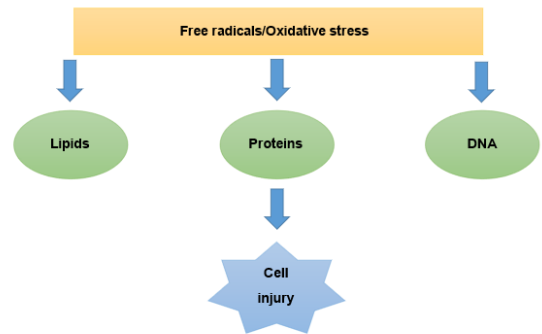 Free radicals/Oxidative stress
Lipids
Proteins
DNA
Cell
injury